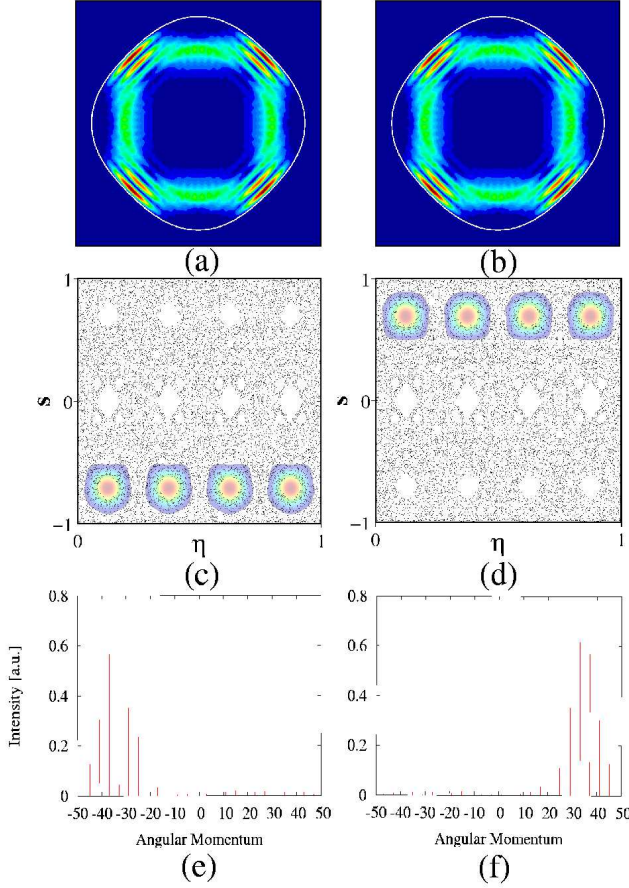 (a) (b)
1 1
s 0 s 0
−1 −1
0 η 1 0 η 1
(c) (d)
0.8 0.8
0.6 0.6
0.4 0.4
0.2 0.2
0 0
Intensity [a.u.]
-50 -40 -30 -20 -10 0 10 20 30 40 50 -50 -40 -30 -20 -10 0 10 20 30 40 50
Angular Momentum Angular Momentum
(e) (f)